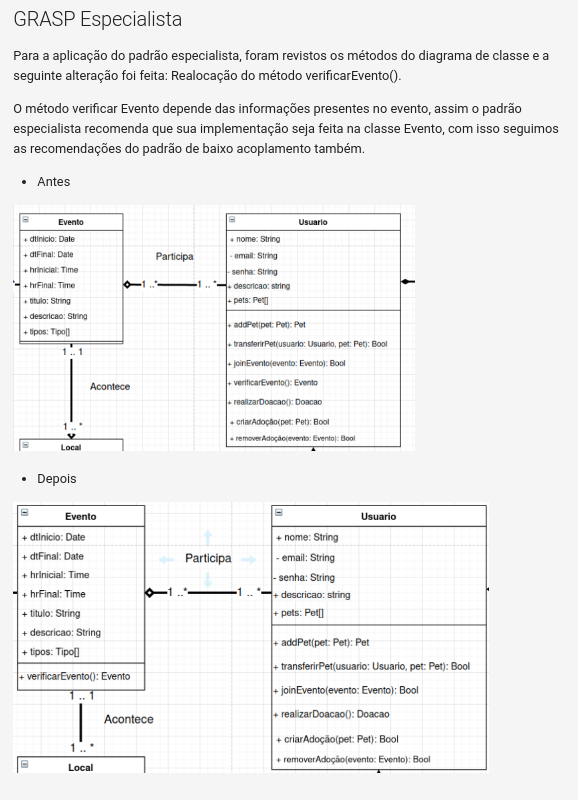 GRASP Especialista
Para a aplicação do padrão especialista, foram revistos os métodos do diagrama de classe e a
seguinte alteração foi feita: Realocação do método verificarEvento().
O método verificar Evento depende das informações presentes no evento, assim o padrão
especialista recomenda que sua implementação seja feita na classe Evento, com isso seguimos
as recomendações do padrão de baixo acoplamento também.
• Antes
Evento
+ dtInicio: Date
+ dtFinal: Date
+ hrInicial: Time
+ hrFinal: Time
+ titulo: String
+ descricao: String
+ tipos: Tipo[]
Participa
1 ..*
1 ..*
Usuario
+ nome: String
- email: String
- senha: String
+ descricao: string
+ pets: Pet[]
+ addPet(pet: Pet): Pet
+ transferirPet(usuario: Usuario, pet: Pet): Bool
+ joinEvento(evento: Evento): Bool
+ verificarEvento(): Evento
+ realizarDoacao(): Doacao
+ criarAdoção(pet: Pet): Bool
+ removerAdoção(evento: Evento): Bool
1 .. 1
Acontece
1 .. *
Local
• Depois
Evento
+ dtInicio: Date
+ dtFinal: Date
+ hrInicial: Time
+ hrFinal: Time
+ titulo: String
+ descricao: String
+ tipos: Tipo[]
+ verificarEvento(): Evento
Participa
1 ..*
1 .. *
Usuario
+ nome: String
- email: String
- senha: String
+ descricao: string
+ pets: Pet[]
+ addPet(pet: Pet): Pet
+ transferirPet(usuario: Usuario, pet: Pet): Bool
+ joinEvento(evento: Evento): Bool
+ realizarDoacao(): Doacao
+ criarAdoção(pet: Pet): Bool
+ removerAdoção(evento: Evento): Bool
1 .. 1
Acontece
1 .. *
Local